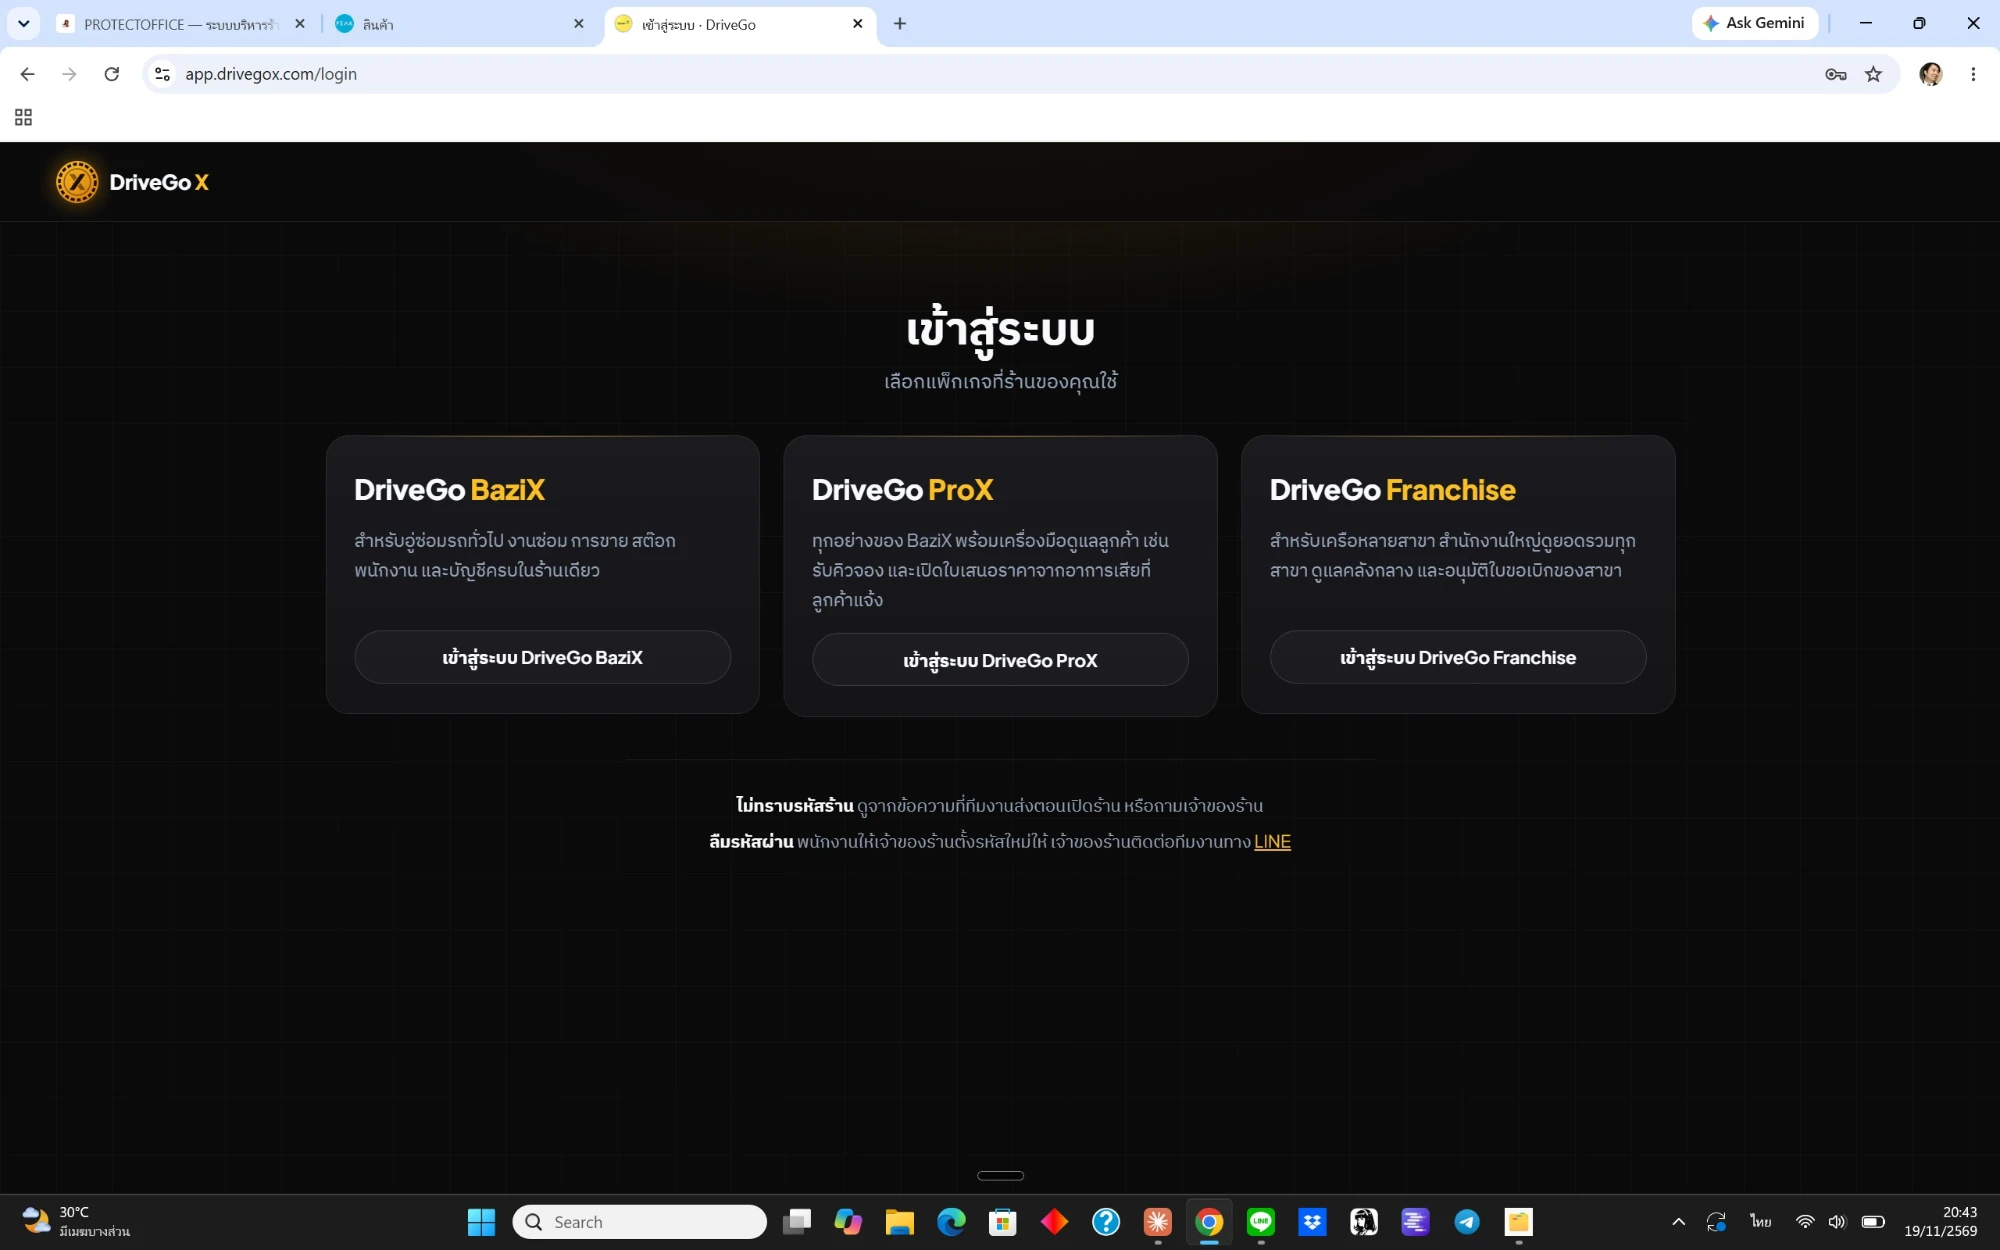 PROTECTOFFICE — ระบบบริหารร้า
สินค้า
เข้าสู่ระบบ · DriveGo
Ask Gemini
app.drivegox.com/login
DriveGo X
เข้าสู่ระบบ
เลือกแพ็กเกจที่ร้านของคุณใช้
DriveGo BaziX
สำหรับอู่ซ่อมรถทั่วไป งานซ่อม การขาย สต๊อก
พนักงาน และบัญชีครบในร้านเดียว
เข้าสู่ระบบ DriveGo BaziX
DriveGo ProX
ทุกอย่างของ BaziX พร้อมเครื่องมือดูแลลูกค้า เช่น
รับคิวจอง และเปิดใบเสนอราคาจากอาการเสียที่
ลูกค้าแจ้ง
เข้าสู่ระบบ DriveGo ProX
DriveGo Franchise
สำหรับเครือหลายสาขา สำนักงานใหญ่ดูยอดรวมทุก
สาขา ดูแลคลังกลาง และอนุมัติใบขอเบิกของสาขา
เข้าสู่ระบบ DriveGo Franchise
ไม่ทราบรหัสร้าน ดูจากข้อความที่ทีมงานส่งตอนเปิดร้าน หรือถามเจ้าของร้าน
ลืมรหัสผ่าน พนักงานให้เจ้าของร้านตั้งรหัสใหม่ให้ เจ้าของร้านติดต่อทีมงานทาง LINE
30°C
มีเมฆบางส่วน
Search
ไทย
20:43
19/11/2569